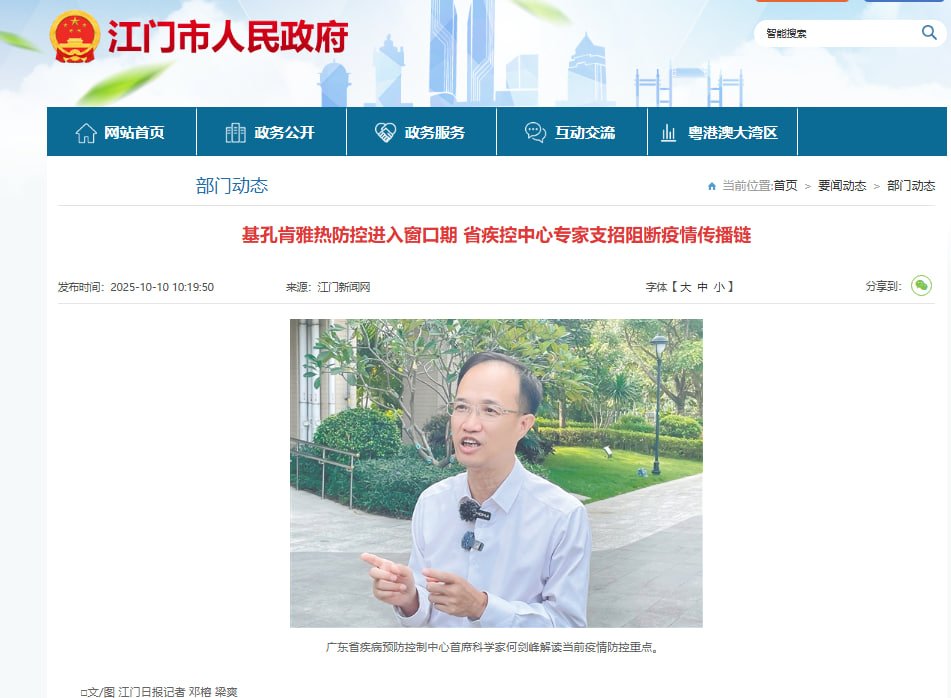 江门市人民政府
智能搜索
网站首页 政务公开 政务服务 互动交流 粤港澳大湾区
部门动态 当前位置:首页 > 要闻动态 > 部门动态
基孔肯雅热防控进入窗口期 省疾控中心专家支招阻断疫情传播链
发布时间：2025-10-10 10:19:50 来源：江门新闻网 字体【大 中 小】 分享到：
广东省疾病预防控制中心首席科学家何剑峰解读当前疫情防控重点。
□文/图 江门日报记者 邓榕 梁爽